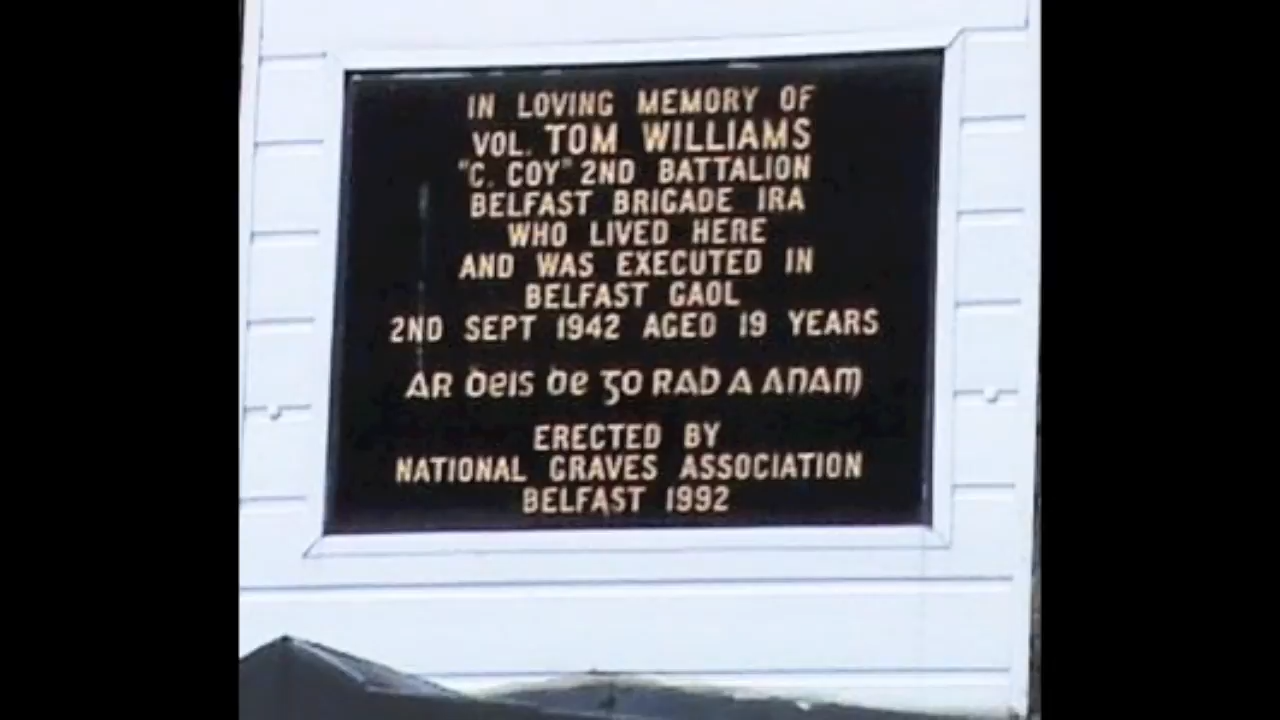 IN LOVING MEMORY OF
VOL. TOM WILLIAMS
"C. COY" 2ND BATTALION
BELFAST BRIGADE IRA
WHO LIVED HERE
AND WAS EXECUTED IN
BELFAST GAOL
2ND SEPT 1942 AGED 19 YEARS
AR DEIS DE GO RAD A ANAM
ERECTED BY
NATIONAL GRAVES ASSOCIATION
BELFAST 1992